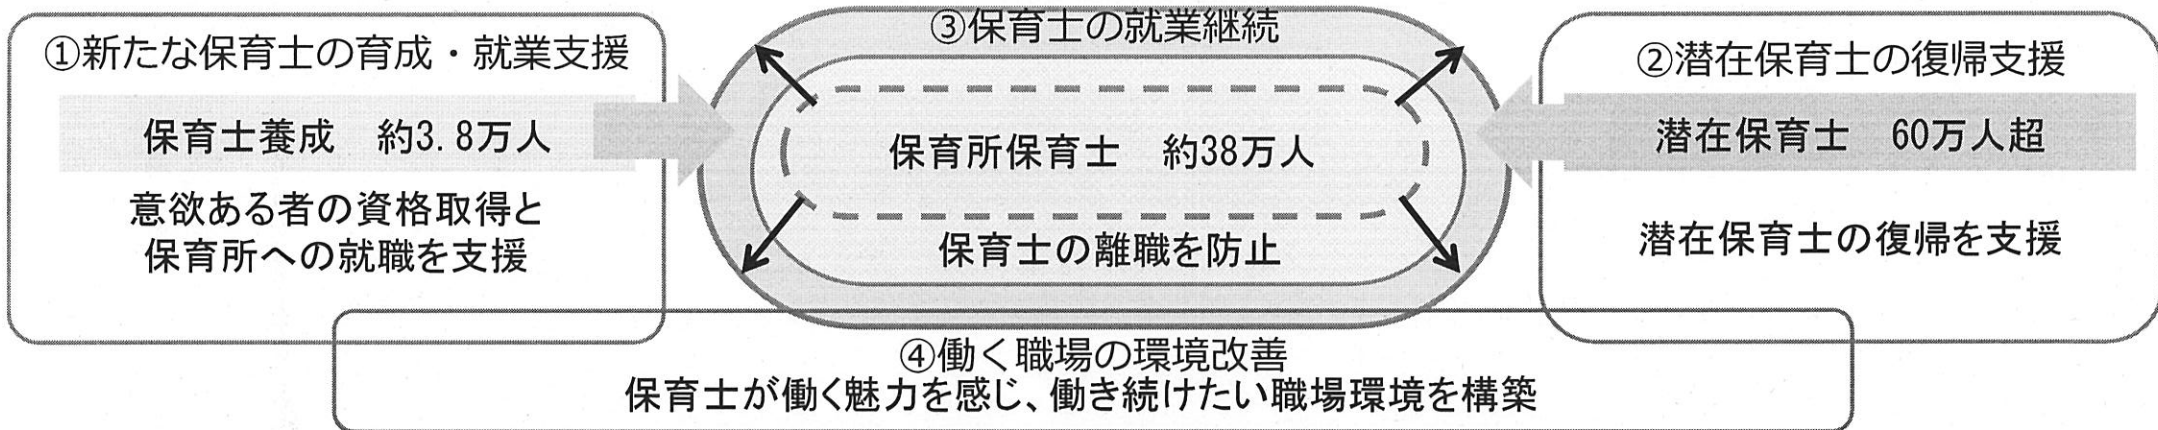 ①新たな保育士の育成・就業支援
保育士養成　約3.8万人
意欲ある者の資格取得と
保育所への就職を支援
③保育士の就業継続
保育所保育士　約38万人
保育士の離職を防止
②潜在保育士の復帰支援
潜在保育士　60万人超
潜在保育士の復帰を支援
④働く職場の環境改善
保育士が働く魅力を感じ、働き続けたい職場環境を構築